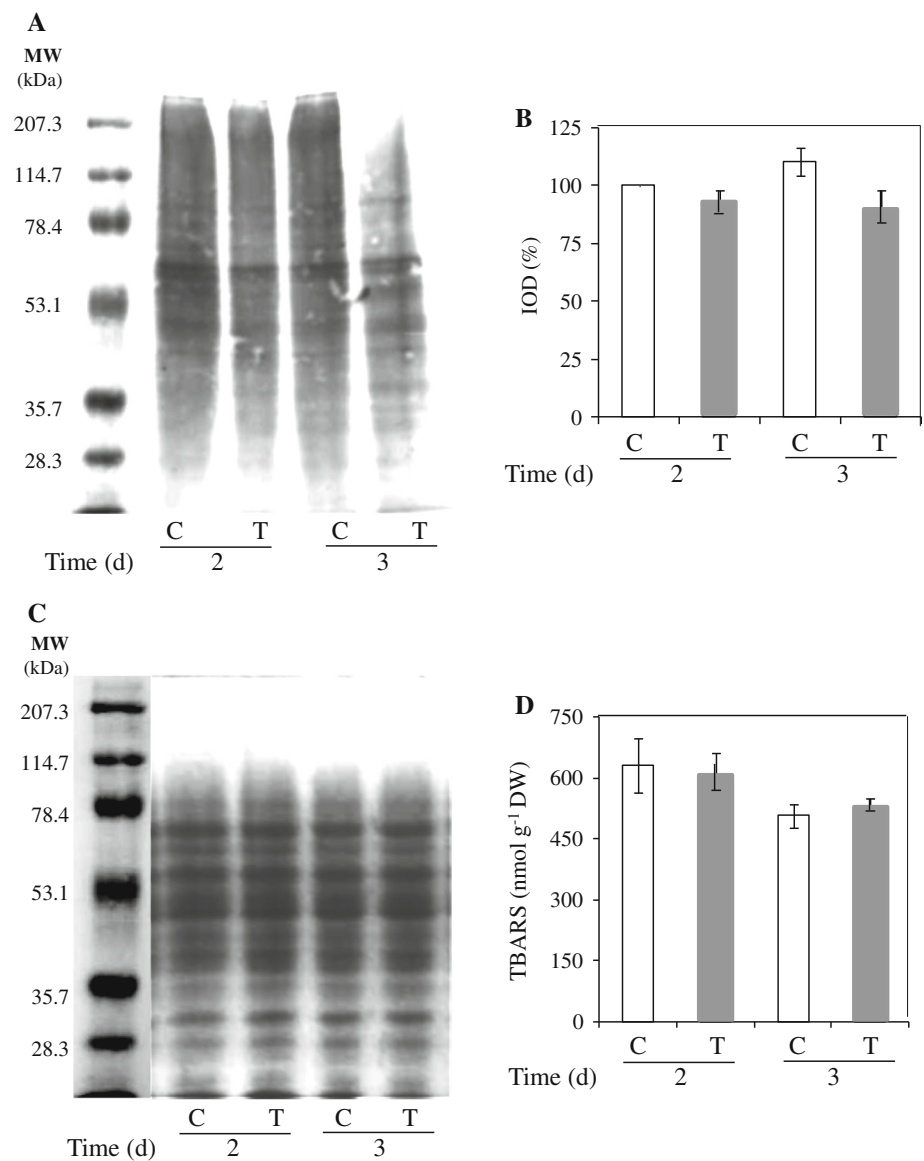 A
MW
(kDa)
207.3
114.7
78.4
53.1
35.7
28.3
C T C T
Time (d) 2 3
B
125
100
75
50
25
0
IOD (%)
C T C T
Time (d) 2 3
C
MW
(kDa)
207.3
114.7
78.4
53.1
35.7
28.3
C T C T
Time (d) 2 3
D
750
600
450
300
150
0
TBARS (nmol g⁻¹ DW)
C T C T
Time (d) 2 3